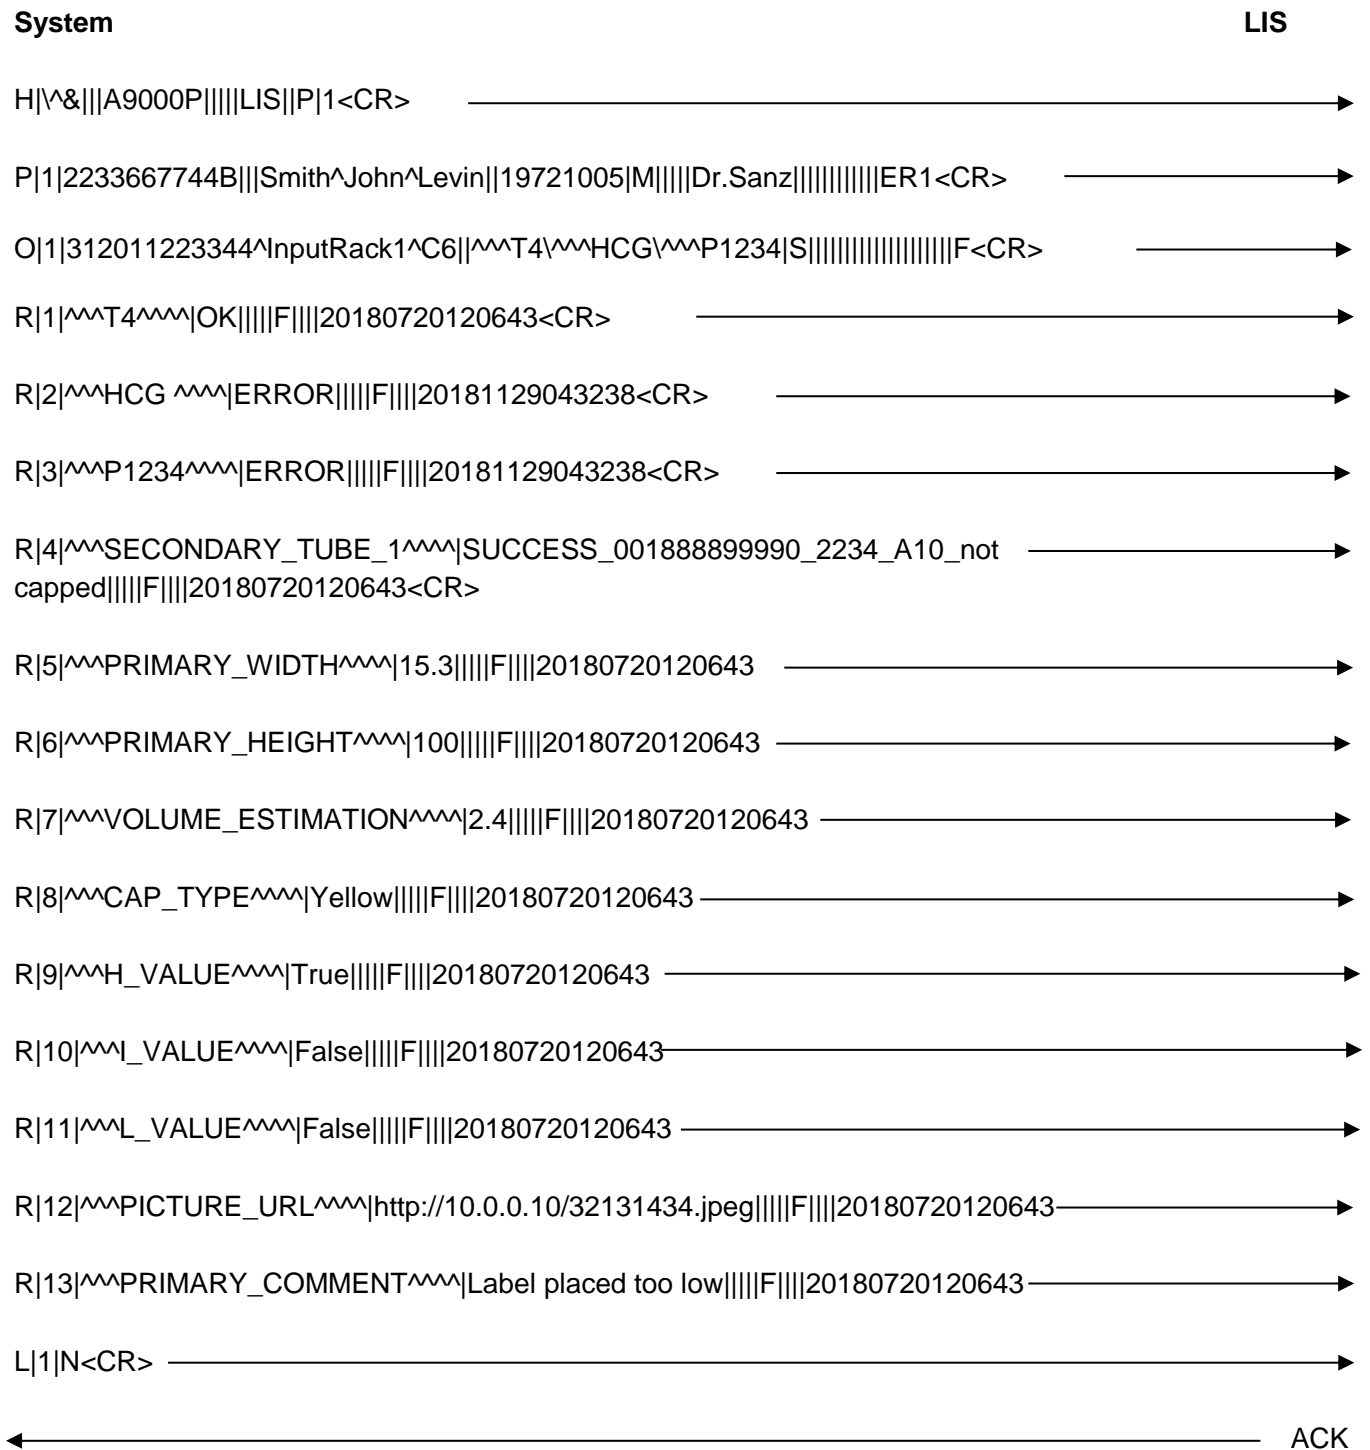 System LIS
H|\^&|||A9000P|||||LIS||P|1<CR>
P|1|2233667744B|||Smith^John^Levin||19721005|M|||||Dr.Sanz||||||||||||ER1<CR>
O|1|312011223344^InputRack1^C6||^^^T4\^^^HCG\^^^P1234|S||||||||||||||||||||F<CR>
R|1|^^^T4^^^^|OK|||||F||||20180720120643<CR>
R|2|^^^HCG ^^^^|ERROR|||||F||||20181129043238<CR>
R|3|^^^P1234^^^^|ERROR|||||F||||20181129043238<CR>
R|4|^^^SECONDARY_TUBE_1^^^^|SUCCESS_001888899990_2234_A10_not
capped|||||F||||20180720120643<CR>
R|5|^^^PRIMARY_WIDTH^^^^|15.3|||||F||||20180720120643
R|6|^^^PRIMARY_HEIGHT^^^^|100|||||F||||20180720120643
R|7|^^^VOLUME_ESTIMATION^^^^|2.4|||||F||||20180720120643
R|8|^^^CAP_TYPE^^^^|Yellow|||||F||||20180720120643
R|9|^^^H_VALUE^^^^|True|||||F||||20180720120643
R|10|^^^I_VALUE^^^^|False|||||F||||20180720120643
R|11|^^^L_VALUE^^^^|False|||||F||||20180720120643
R|12|^^^PICTURE_URL^^^^|http://10.0.0.10/32131434.jpeg|||||F||||20180720120643
R|13|^^^PRIMARY_COMMENT^^^^|Label placed too low|||||F||||20180720120643
L|1|N<CR>
ACK